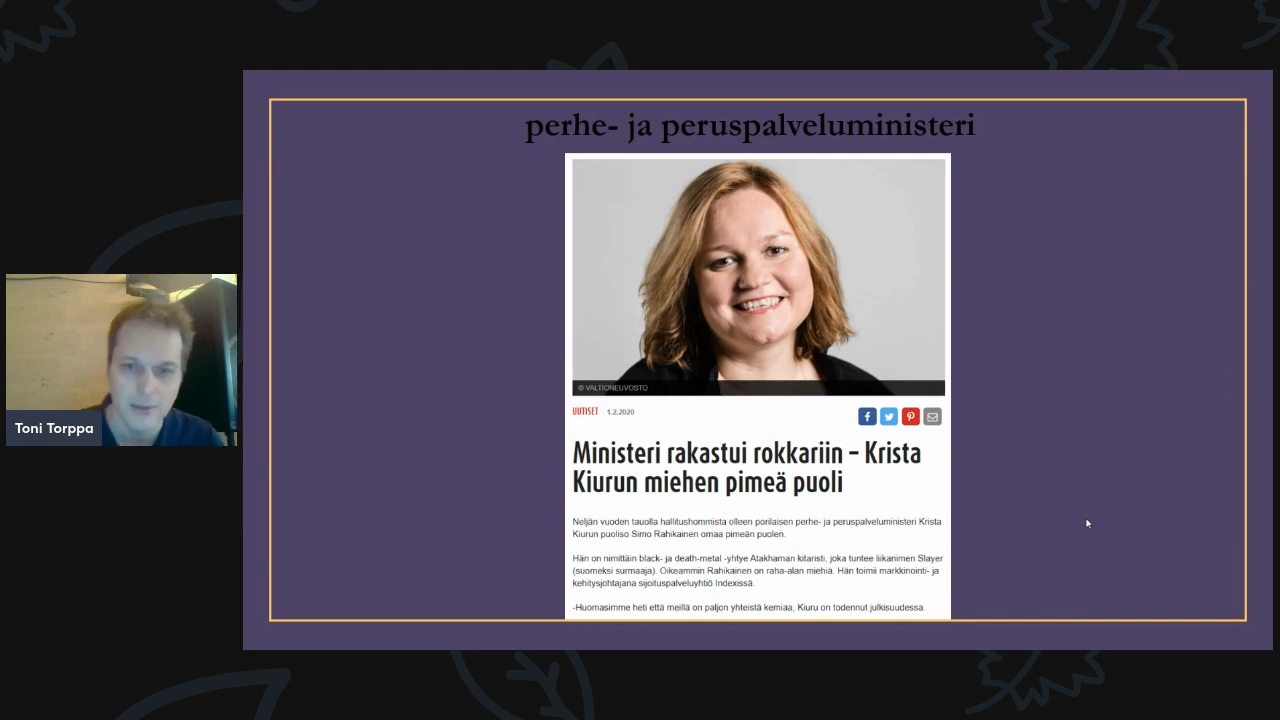 perhe- ja peruspalveluministeri
© VALTIONEUVOSTO
UUTISET 1.2.2020
Ministeri rakastui rokkariin – Krista
Kiurun miehen pimeä puoli
Neljän vuoden tauolla hallitushommista olleen porilaisen perhe- ja peruspalveluministeri Krista
Kiurun puoliso Simo Rahikainen omaa pimeän puolen.
Hän on nimittäin black- ja death-metal -yhtye Atakhaman kitaristi, joka tuntee liikanimen Slayer
(suomeksi surmaaja). Oikeammin Rahikainen on raha-alan miehiä. Hän toimii markkinointi- ja
kehitysjohtajana sijoituspalveluyhtiö Indexissä.
-Huomasimme heti että meillä on paljon yhteistä kemiaa, Kiuru on todennut julkisuudessa.
Toni Torppa